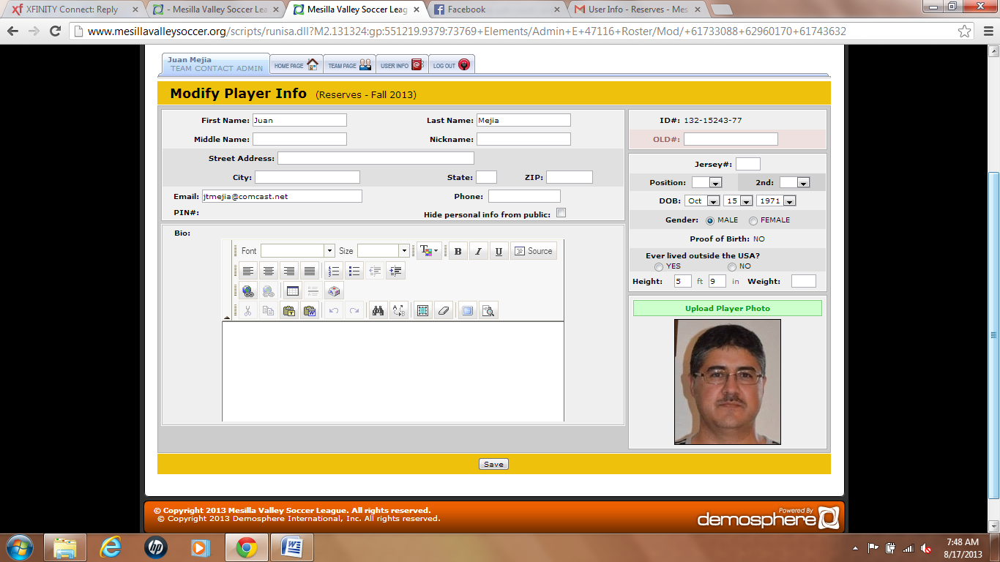 XFINITY Connect: Reply
- Mesilla Valley Soccer Lea
Mesilla Valley Soccer Leag
Facebook
User Info - Reserves - Mes
www.mesillavalleysoccer.org/scripts/runisa.dll?M2.131324:gp:551219.9379:73769+Elements/Admin+E+47116+Roster/Mod/+61733088+62960170+61743632
Juan Mejia
TEAM CONTACT ADMIN
HOME PAGE
TEAM PAGE
USER INFO
LOG OUT
Modify Player Info (Reserves - Fall 2013)
First Name: Juan
Last Name: Mejia
Middle Name:
Nickname:
Street Address:
City:
State:
ZIP:
Email: jtmejia@comcast.net
Phone:
PIN#:
Hide personal info from public:
Bio:
Font
Size
B I U Source
ID#: 132-15243-77
OLD#:
Jersey#:
Position:
2nd:
DOB: Oct 15 1971
Gender: MALE FEMALE
Proof of Birth: NO
Ever lived outside the USA?
YES NO
Height: 5 ft 9 in Weight:
Upload Player Photo
Save
© Copyright 2013 Mesilla Valley Soccer League. All rights reserved.
© Copyright 2013 Demosphere International, Inc. All rights reserved.
Powered By
demosphere
hp
7:48 AM
8/17/2013